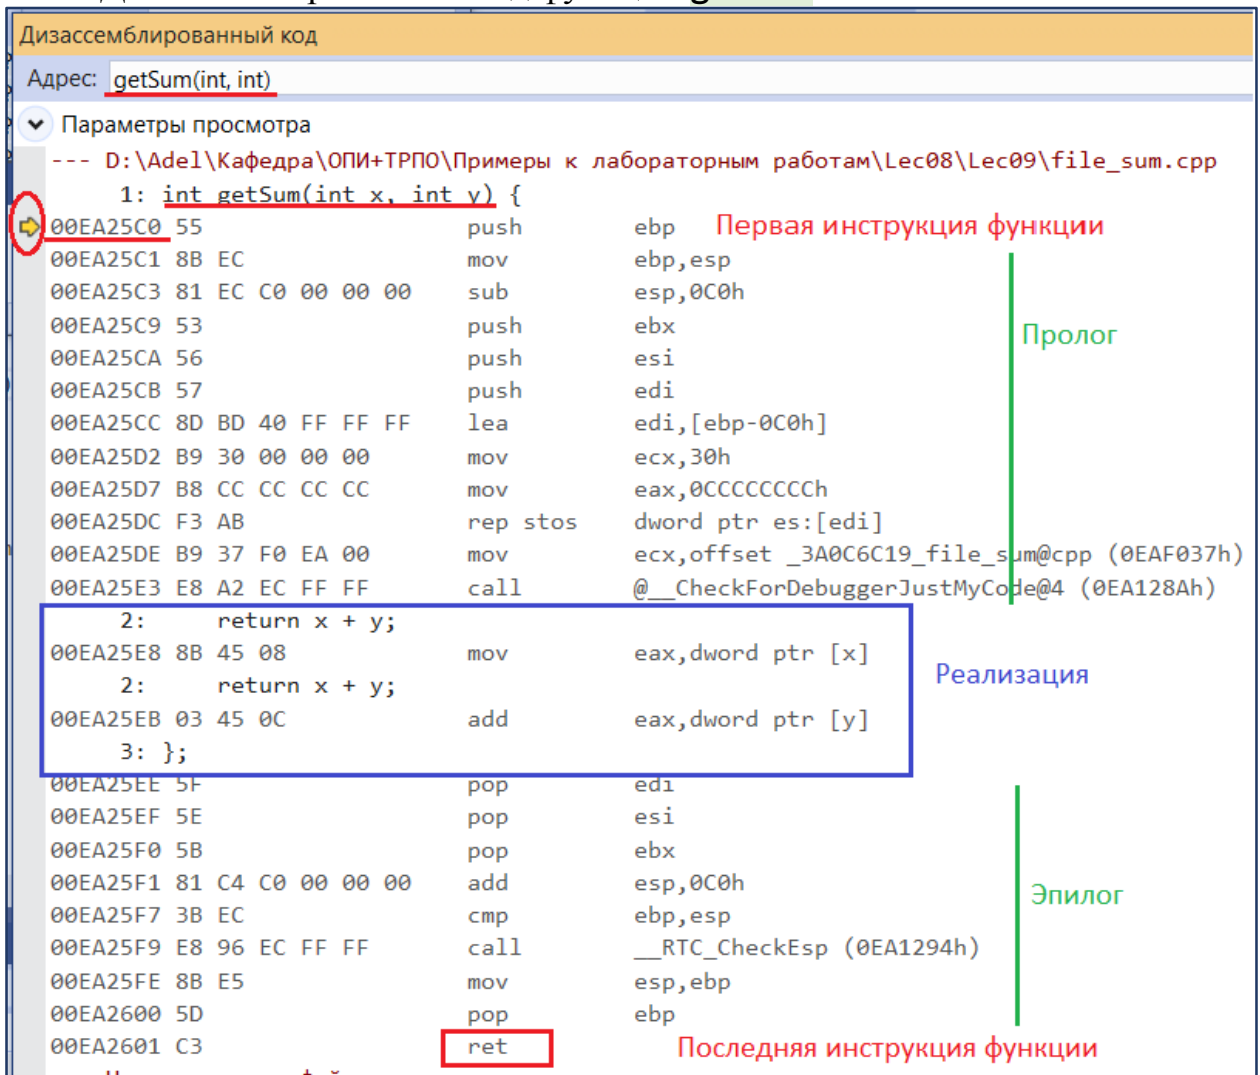 Дизассемблированный код
Адрес: getSum(int, int)
Параметры просмотра
--- D:\Adel\Кафедра\ОПИ+ТРПО\Примеры к лабораторным работам\Lec08\Lec09\file_sum.cpp
1: int getSum(int x, int y) {
00EA25C0 55 push ebp Первая инструкция функции
00EA25C1 8B EC mov ebp,esp
00EA25C3 81 EC C0 00 00 00 sub esp,0C0h
00EA25C9 53 push ebx
Пролог
00EA25CA 56 push esi
00EA25CB 57 push edi
00EA25CC 8D BD 40 FF FF FF lea edi,[ebp-0C0h]
00EA25D2 B9 30 00 00 00 mov ecx,30h
00EA25D7 B8 CC CC CC CC mov eax,0CCCCCCCCh
00EA25DC F3 AB rep stos dword ptr es:[edi]
00EA25DE B9 37 F0 EA 00 mov ecx,offset _3A0C6C19_file_sum@cpp (0EAF037h)
00EA25E3 E8 A2 EC FF FF call @__CheckForDebuggerJustMyCode@4 (0EA128Ah)
2: return x + y;
00EA25E8 8B 45 08 mov eax,dword ptr [x]
Реализация
2: return x + y;
00EA25EB 03 45 0C add eax,dword ptr [y]
3: };
00EA25EE 5F pop edi
00EA25EF 5E pop esi
00EA25F0 5B pop ebx
00EA25F1 81 C4 C0 00 00 00 add esp,0C0h
Эпилог
00EA25F7 3B EC cmp ebp,esp
00EA25F9 E8 96 EC FF FF call __RTC_CheckEsp (0EA1294h)
00EA25FE 8B E5 mov esp,ebp
00EA2600 5D pop ebp
00EA2601 C3 ret Последняя инструкция функции